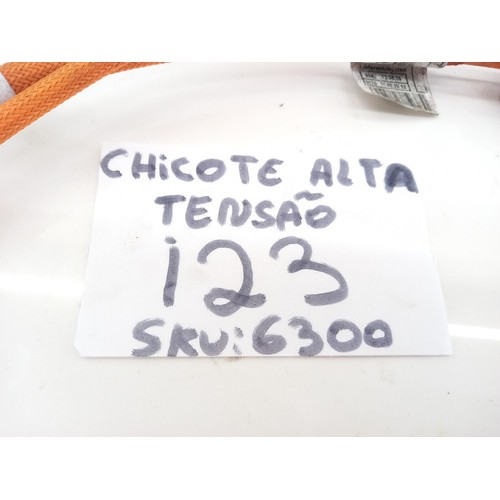 CHiCOTE ALTA
TENSÃO
i23
SKU:6300